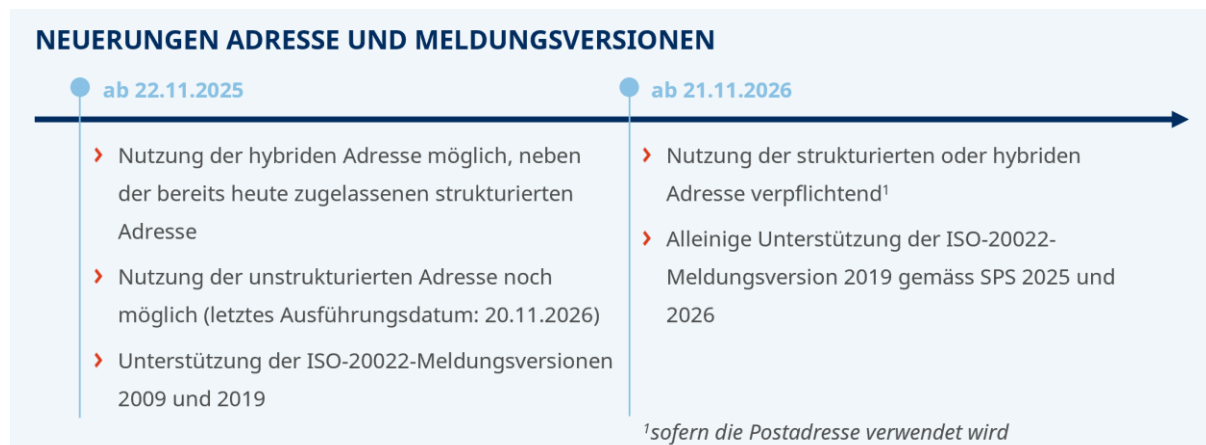 NEUERUNGEN ADRESSE UND MELDUNGSVERSIONEN
ab 22.11.2025
Nutzung der hybriden Adresse möglich, neben
der bereits heute zugelassenen strukturierten
Adresse
Nutzung der unstrukturierten Adresse noch
möglich (letztes Ausführungsdatum: 20.11.2026)
Unterstützung der ISO-20022-Meldungsversionen
2009 und 2019
ab 21.11.2026
Nutzung der strukturierten oder hybriden
Adresse verpflichtend¹
Alleinige Unterstützung der ISO-20022-
Meldungsversion 2019 gemäss SPS 2025 und
2026
¹sofern die Postadresse verwendet wird